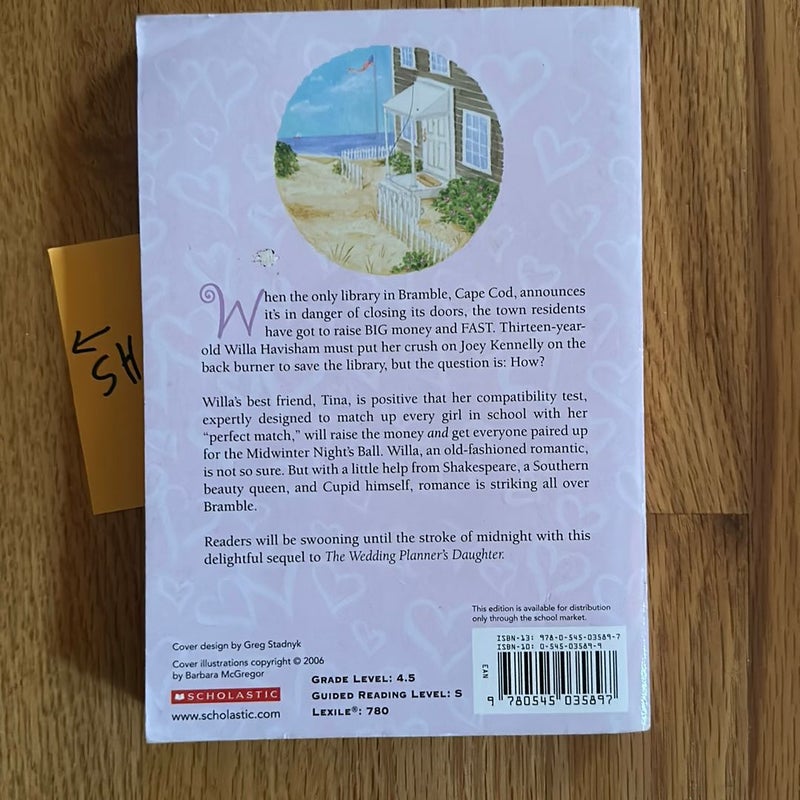 When the only library in Bramble, Cape Cod, announces
it's in danger of closing its doors, the town residents
have got to raise BIG money and FAST. Thirteen-year-
old Willa Havisham must put her crush on Joey Kennelly on the
back burner to save the library, but the question is: How?
Willa's best friend, Tina, is positive that her compatibility test,
expertly designed to match up every girl in school with her
"perfect match," will raise the money and get everyone paired up
for the Midwinter Night's Ball. Willa, an old-fashioned romantic,
is not so sure. But with a little help from Shakespeare, a Southern
beauty queen, and Cupid himself, romance is striking all over
Bramble.
Readers will be swooning until the stroke of midnight with this
delightful sequel to The Wedding Planner's Daughter.
This edition is available for distribution
only through the school market.
Cover design by Greg Stadnyk
Cover illustrations copyright © 2006
by Barbara McGregor
SCHOLASTIC
www.scholastic.com
GRADE LEVEL: 4.5
GUIDED READING LEVEL: S
LEXILE®: 780
ISBN-13: 978-0-545-03589-7
ISBN-10: 0-545-03589-9
EAN
9 780545 035897
SH